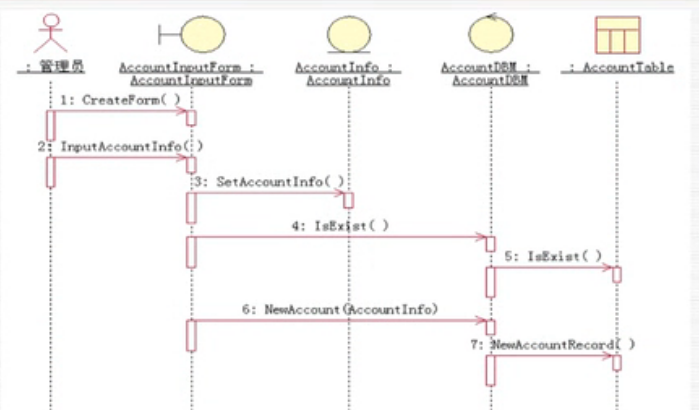 : 管理员
AccountInputForm :
AccountInputForm
AccountInfo :
AccountInfo
AccountDBM :
AccountDBM
: AccountTable
1: CreateForm( )
2: InputAccountInfo( )
3: SetAccountInfo( )
4: IsExist( )
5: IsExist( )
6: NewAccount(AccountInfo)
7: NewAccountRecord( )